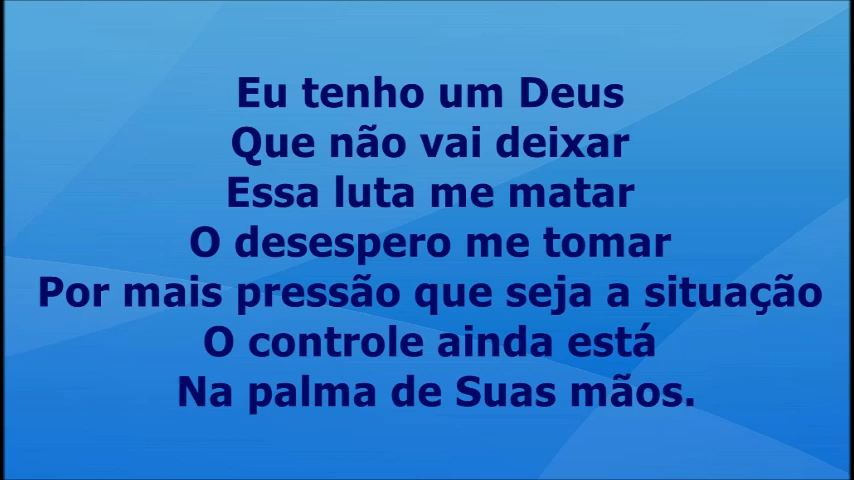 Eu tenho um Deus
Que não vai deixar
Essa luta me matar
O desespero me tomar
Por mais pressão que seja a situação
O controle ainda está
Na palma de Suas mãos.